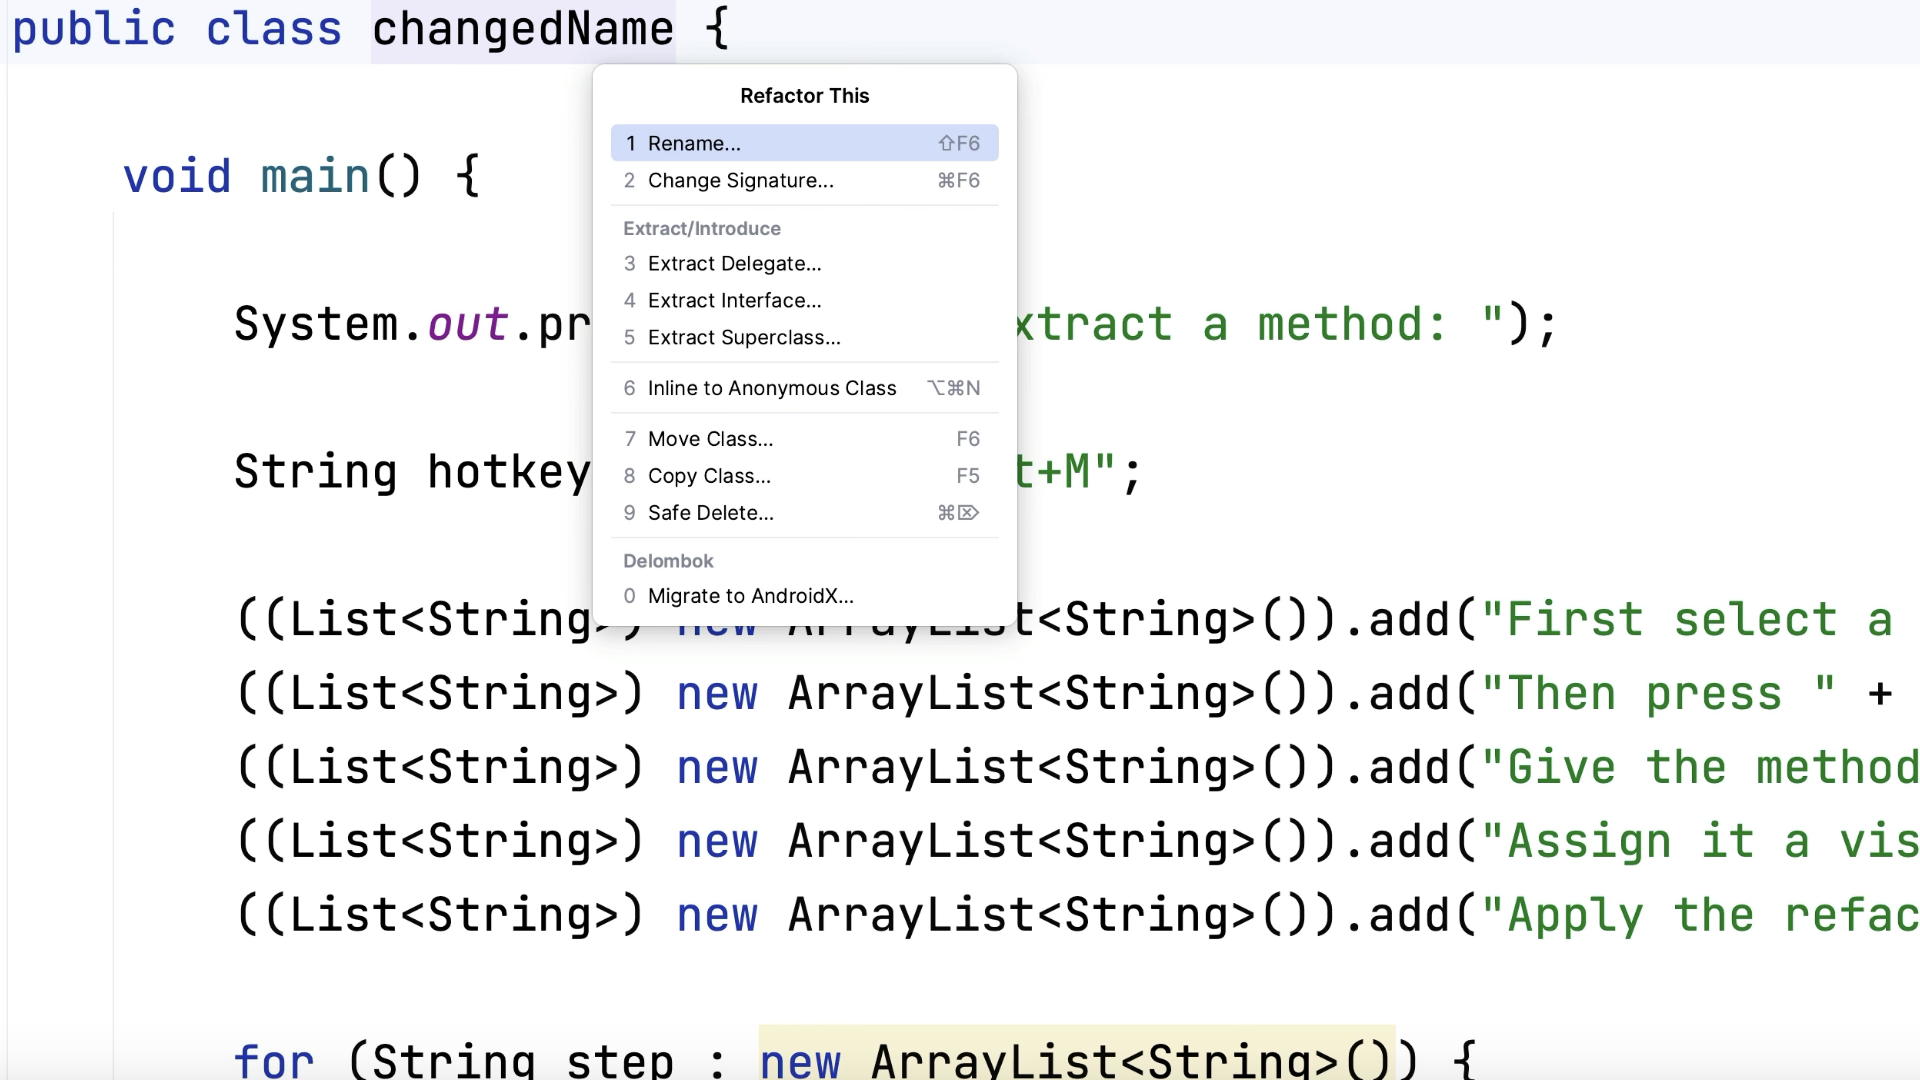 public class changedName {
Refactor This
1 Rename... ⇧F6
2 Change Signature... ⌘F6
Extract/Introduce
3 Extract Delegate...
4 Extract Interface...
5 Extract Superclass...
6 Inline to Anonymous Class ⌥⌘N
7 Move Class... F6
8 Copy Class... F5
9 Safe Delete... ⌘⌦
Delombok
0 Migrate to AndroidX...
void main() {
System.out.pr xtract a method: ");
String hotkey t+M";
((List<String>) new ArrayList<String>()).add("First select a
((List<String>) new ArrayList<String>()).add("Then press " +
((List<String>) new ArrayList<String>()).add("Give the method
((List<String>) new ArrayList<String>()).add("Assign it a vis
((List<String>) new ArrayList<String>()).add("Apply the refac
for (String step : new ArrayList<String>()) {